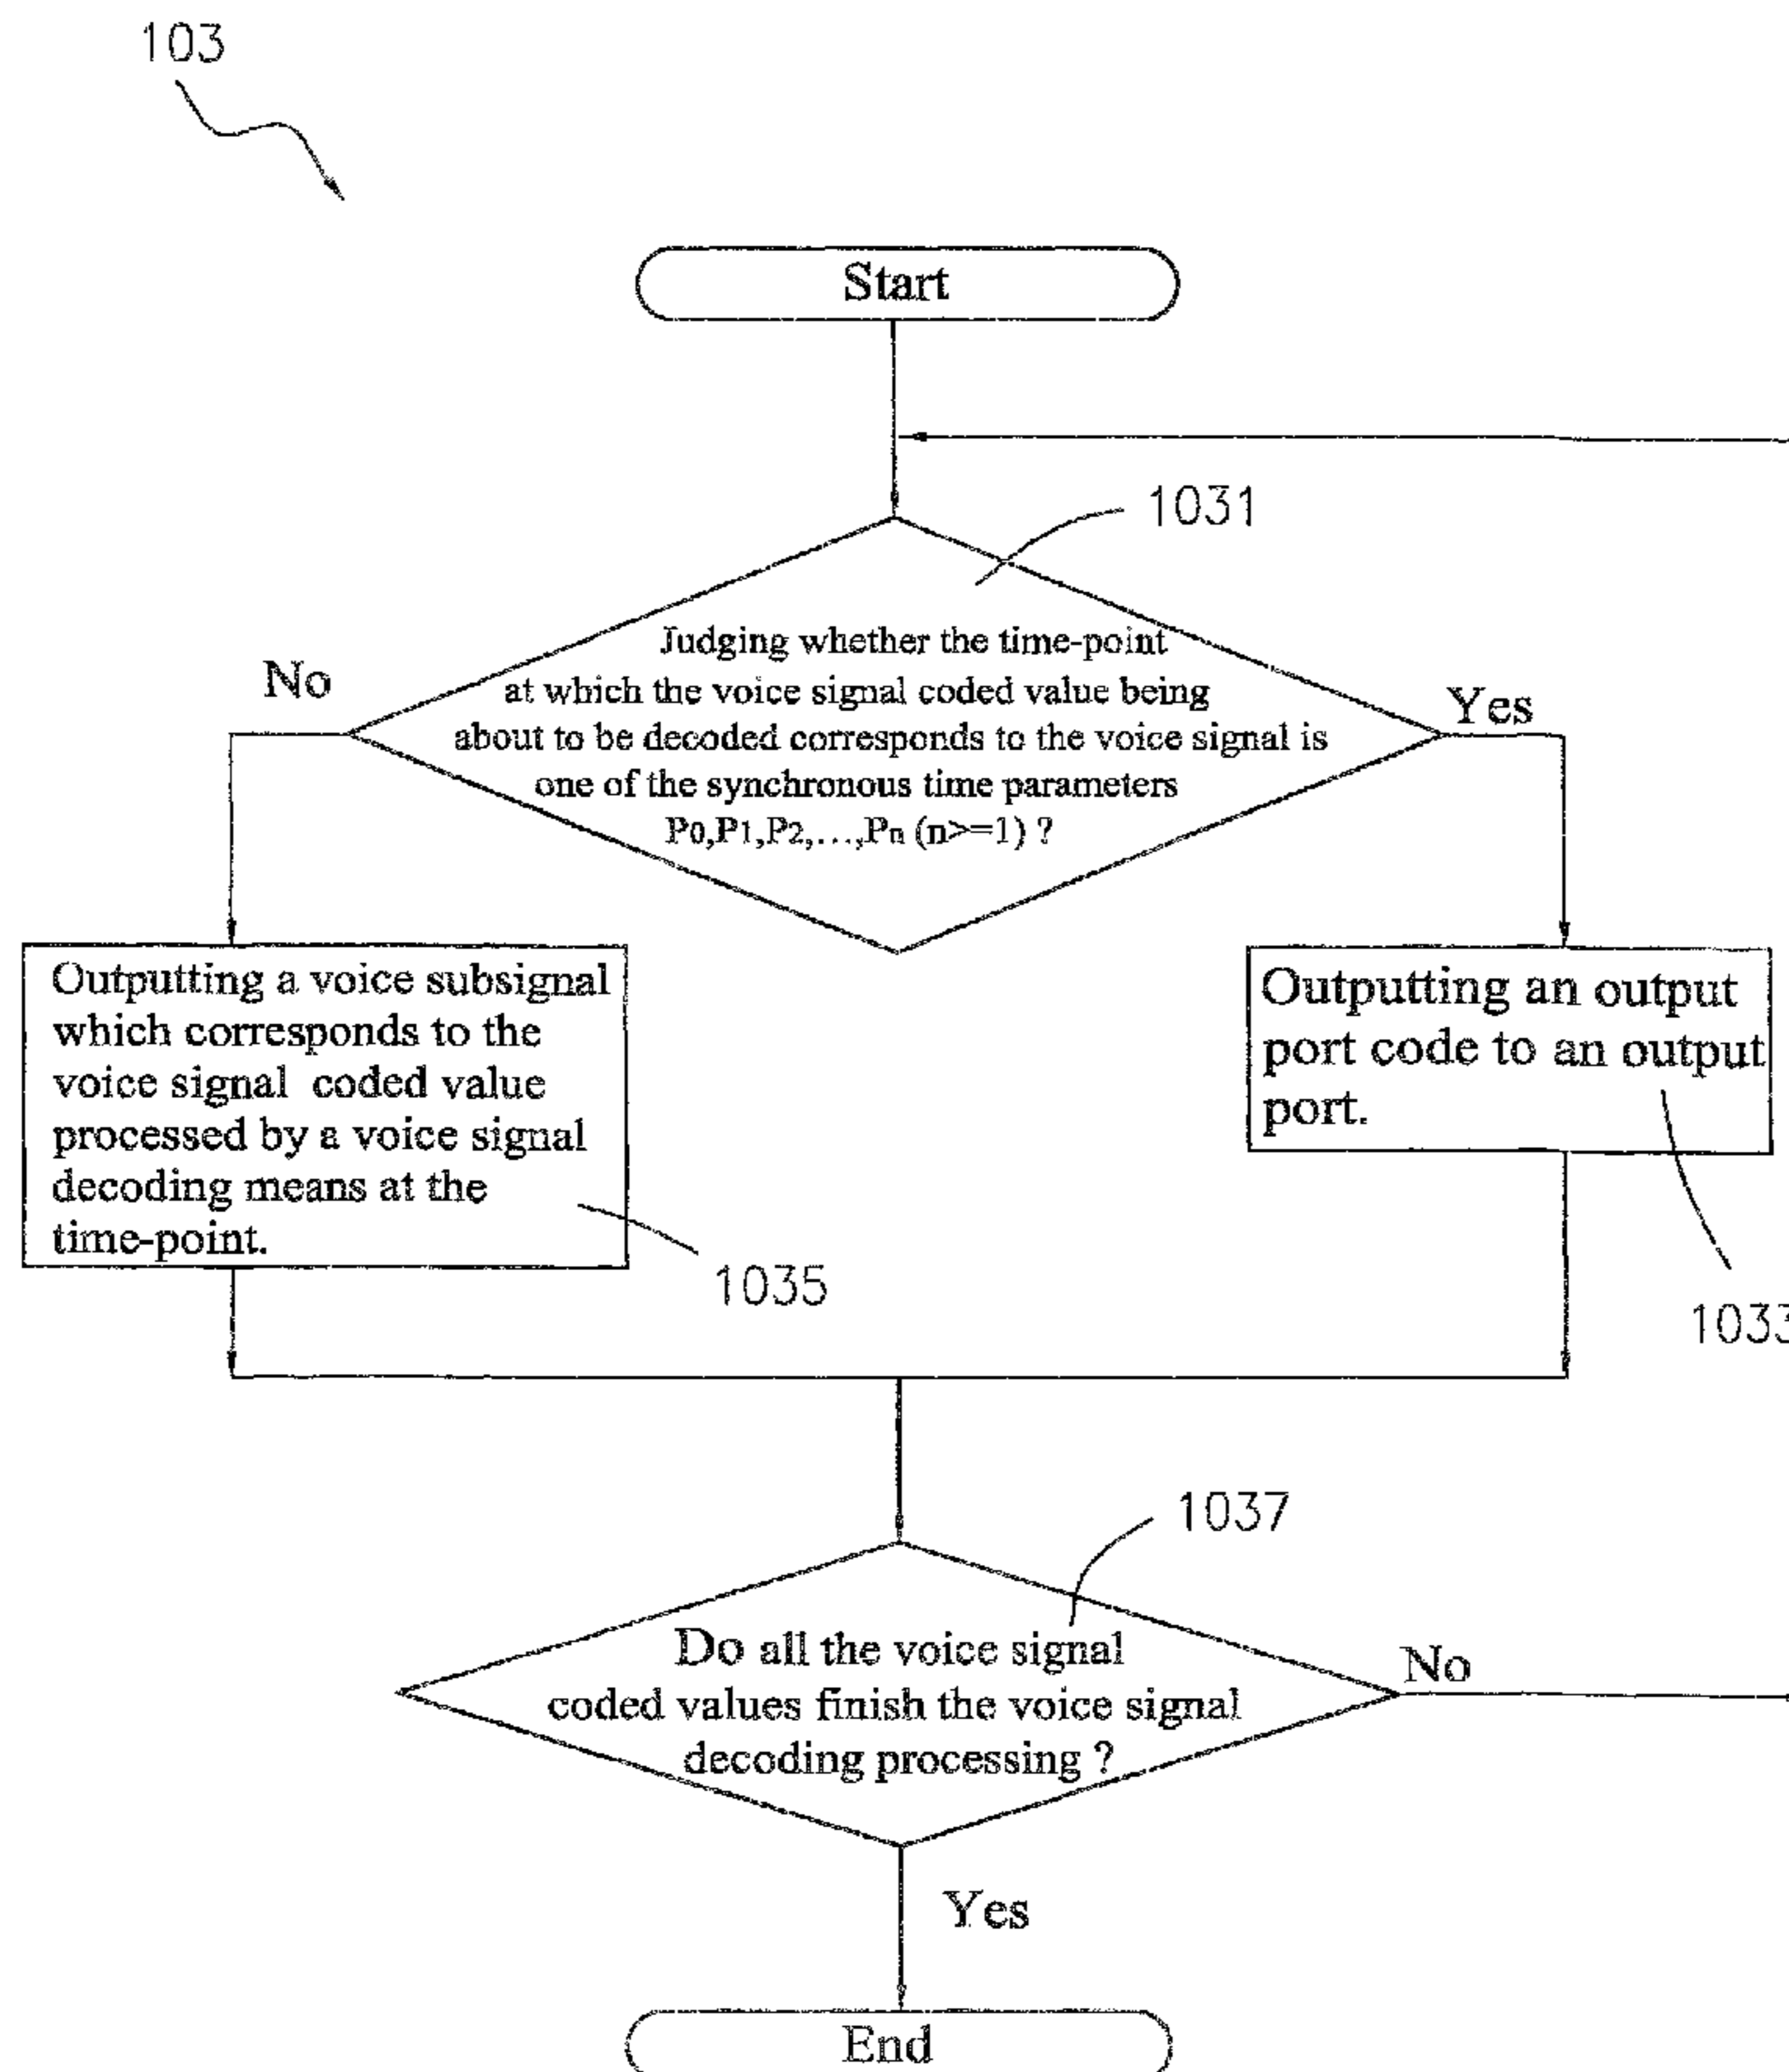 103
Start
1031
Judging whether the time-point
at which the voice signal coded value being
about to be decoded corresponds to the voice signal is
one of the synchronous time parameters
P0,P1,P2,...,Pn (n>=1) ?
No
Yes
Outputting a voice subsignal
which corresponds to the
voice signal coded value
processed by a voice signal
decoding means at the
time-point.
1035
Outputting an output
port code to an output
port.
1033
1037
Do all the voice signal
coded values finish the voice signal
decoding processing ?
No
Yes
End